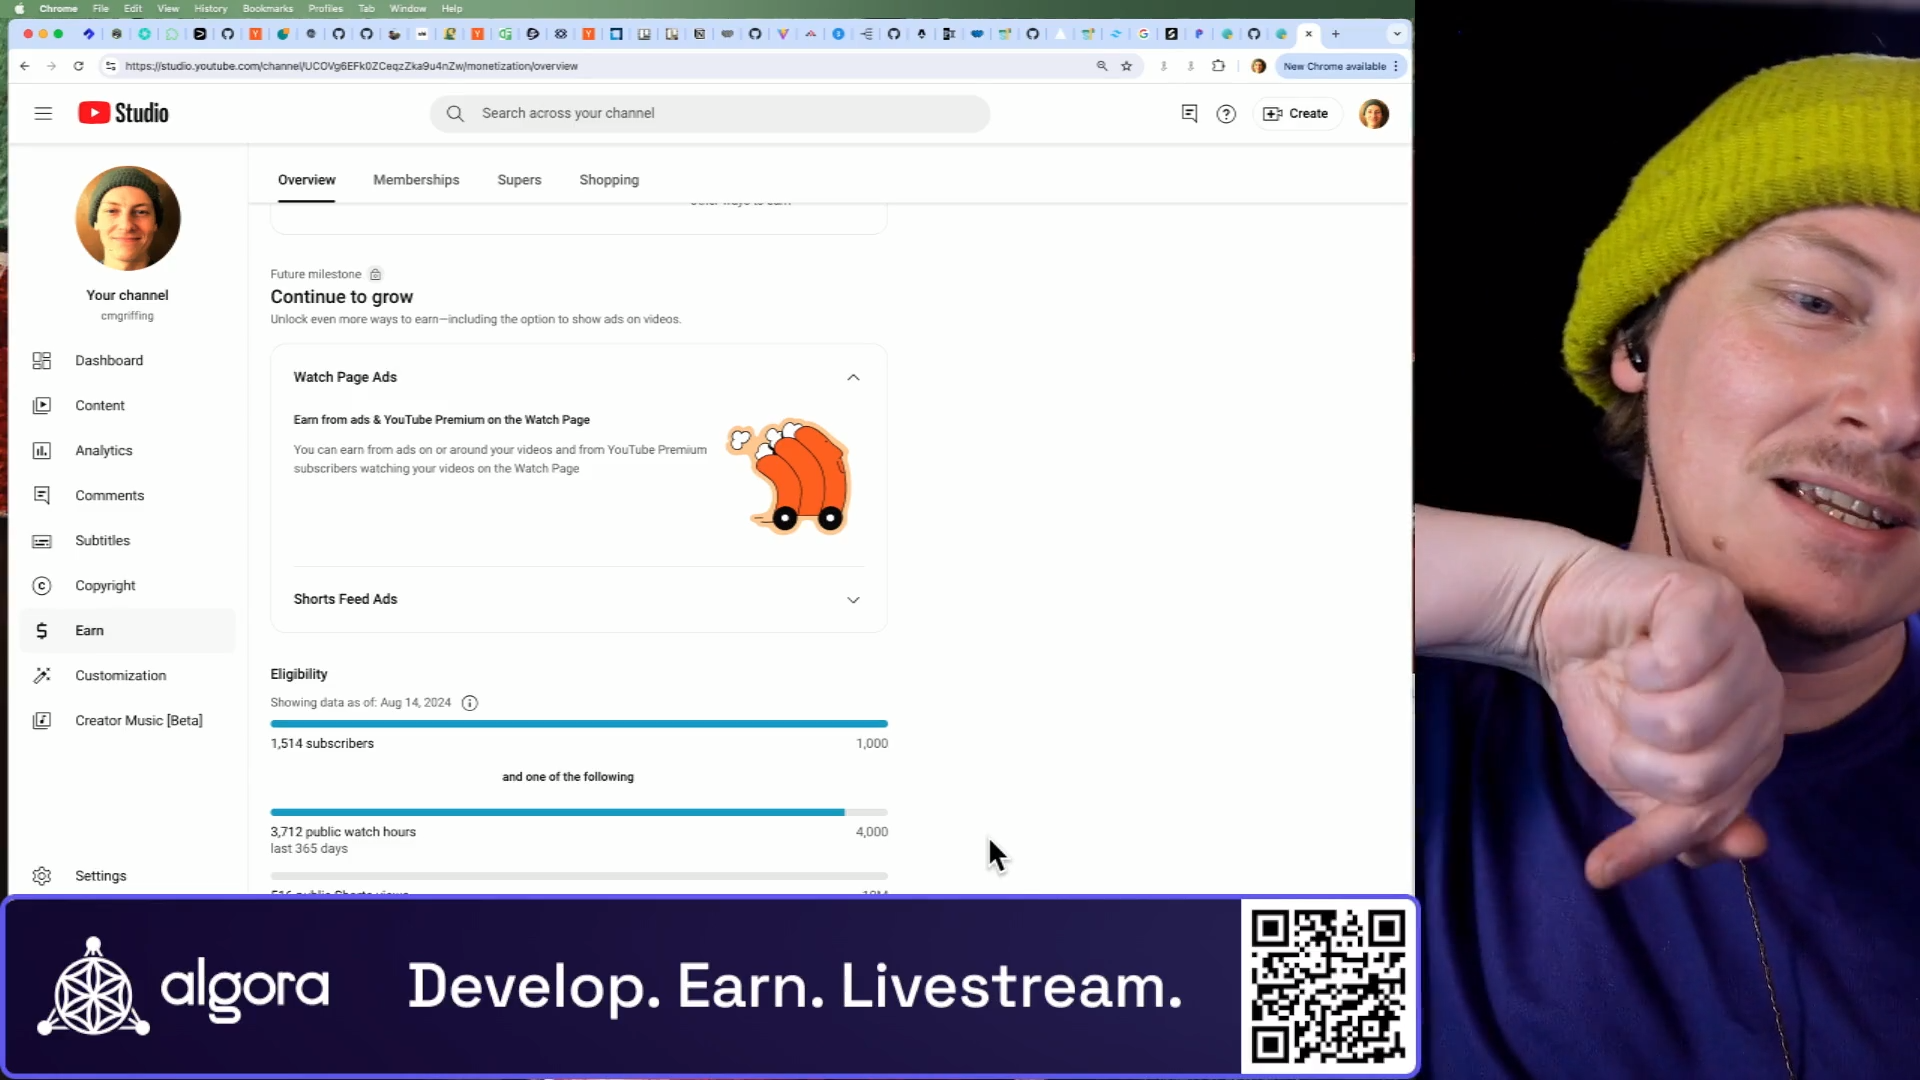 Chrome File Edit View History Bookmarks Profiles Tab Window Help
https://studio.youtube.com/channel/UCOVg6EFk0ZCeqzZka9u4nZw/monetization/overview
New Chrome available
Studio
Search across your channel
Create
Overview Memberships Supers Shopping
Your channel
cmgriffing
Dashboard
Content
Analytics
Comments
Subtitles
Copyright
Earn
Customization
Creator Music [Beta]
Settings
Future milestone
Continue to grow
Unlock even more ways to earn—including the option to show ads on videos.
Watch Page Ads
Earn from ads & YouTube Premium on the Watch Page
You can earn from ads on or around your videos and from YouTube Premium
subscribers watching your videos on the Watch Page
Shorts Feed Ads
Eligibility
Showing data as of: Aug 14, 2024
1,514 subscribers 1,000
and one of the following
3,712 public watch hours 4,000
last 365 days
516 public Shorts views 10M
algora Develop. Earn. Livestream.